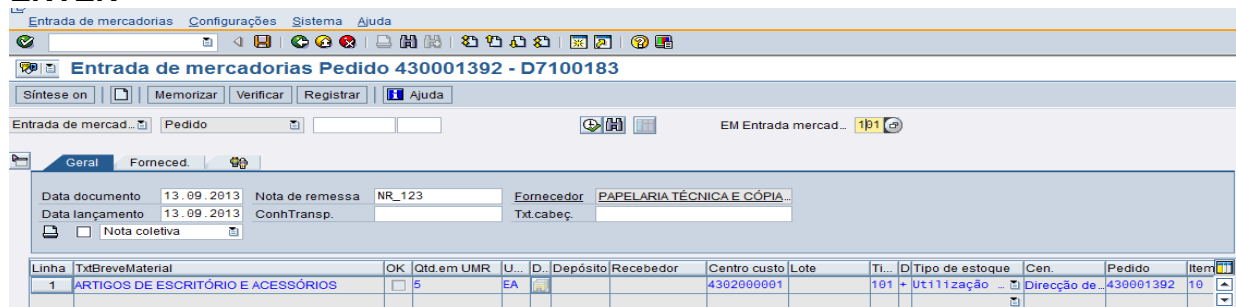 Entrada de mercadorias Configurações Sistema Ajuda
Entrada de mercadorias Pedido 430001392 - D7100183
Síntese on Memorizar Verificar Registrar Ajuda
Entrada de mercad... Pedido EM Entrada mercad... 101
Geral Forneced.
Data documento 13.09.2013 Nota de remessa NR_123 Fornecedor PAPELARIA TÉCNICA E CÓPIA...
Data lançamento 13.09.2013 ConhTransp. Txt.cabeç.
Nota coletiva
Linha TxtBreveMaterial OK Qtd.em UMR U... D.. Depósito Recebedor Centro custo Lote Ti... D Tipo de estoque Cen. Pedido Item
1 ARTIGOS DE ESCRITÓRIO E ACESSÓRIOS 5 EA 4302000001 101 + Utilização ... Direcção de... 430001392 10